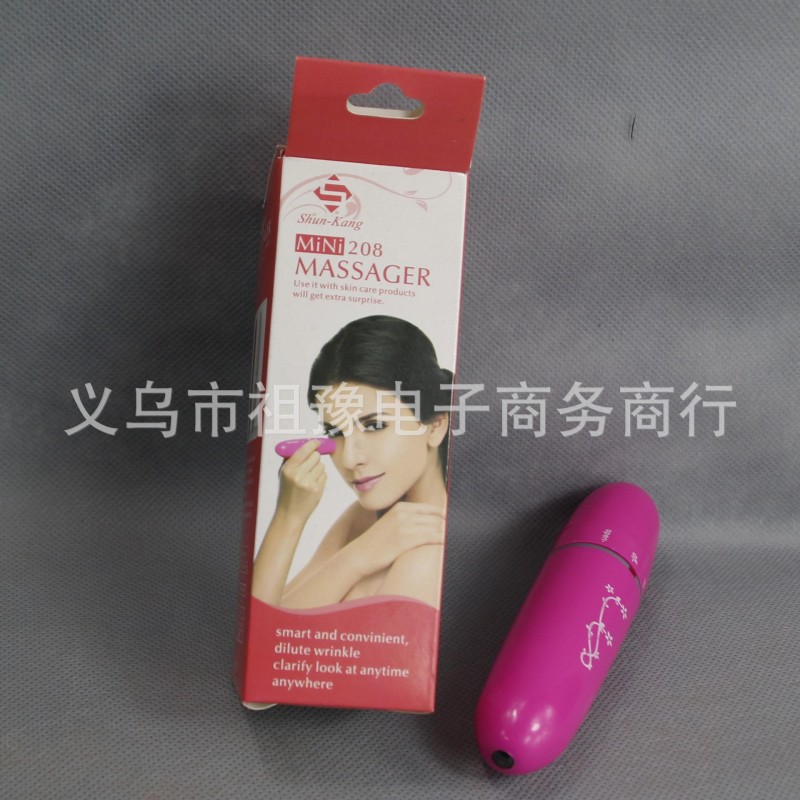 Shun-Kang
MiNi 208
MASSAGER
Use it with skin care products
will get extra surprise.
义乌市祖豫电子商务商行
smart and convinient,
dilute wrinkle
clarify look at anytime
anywhere